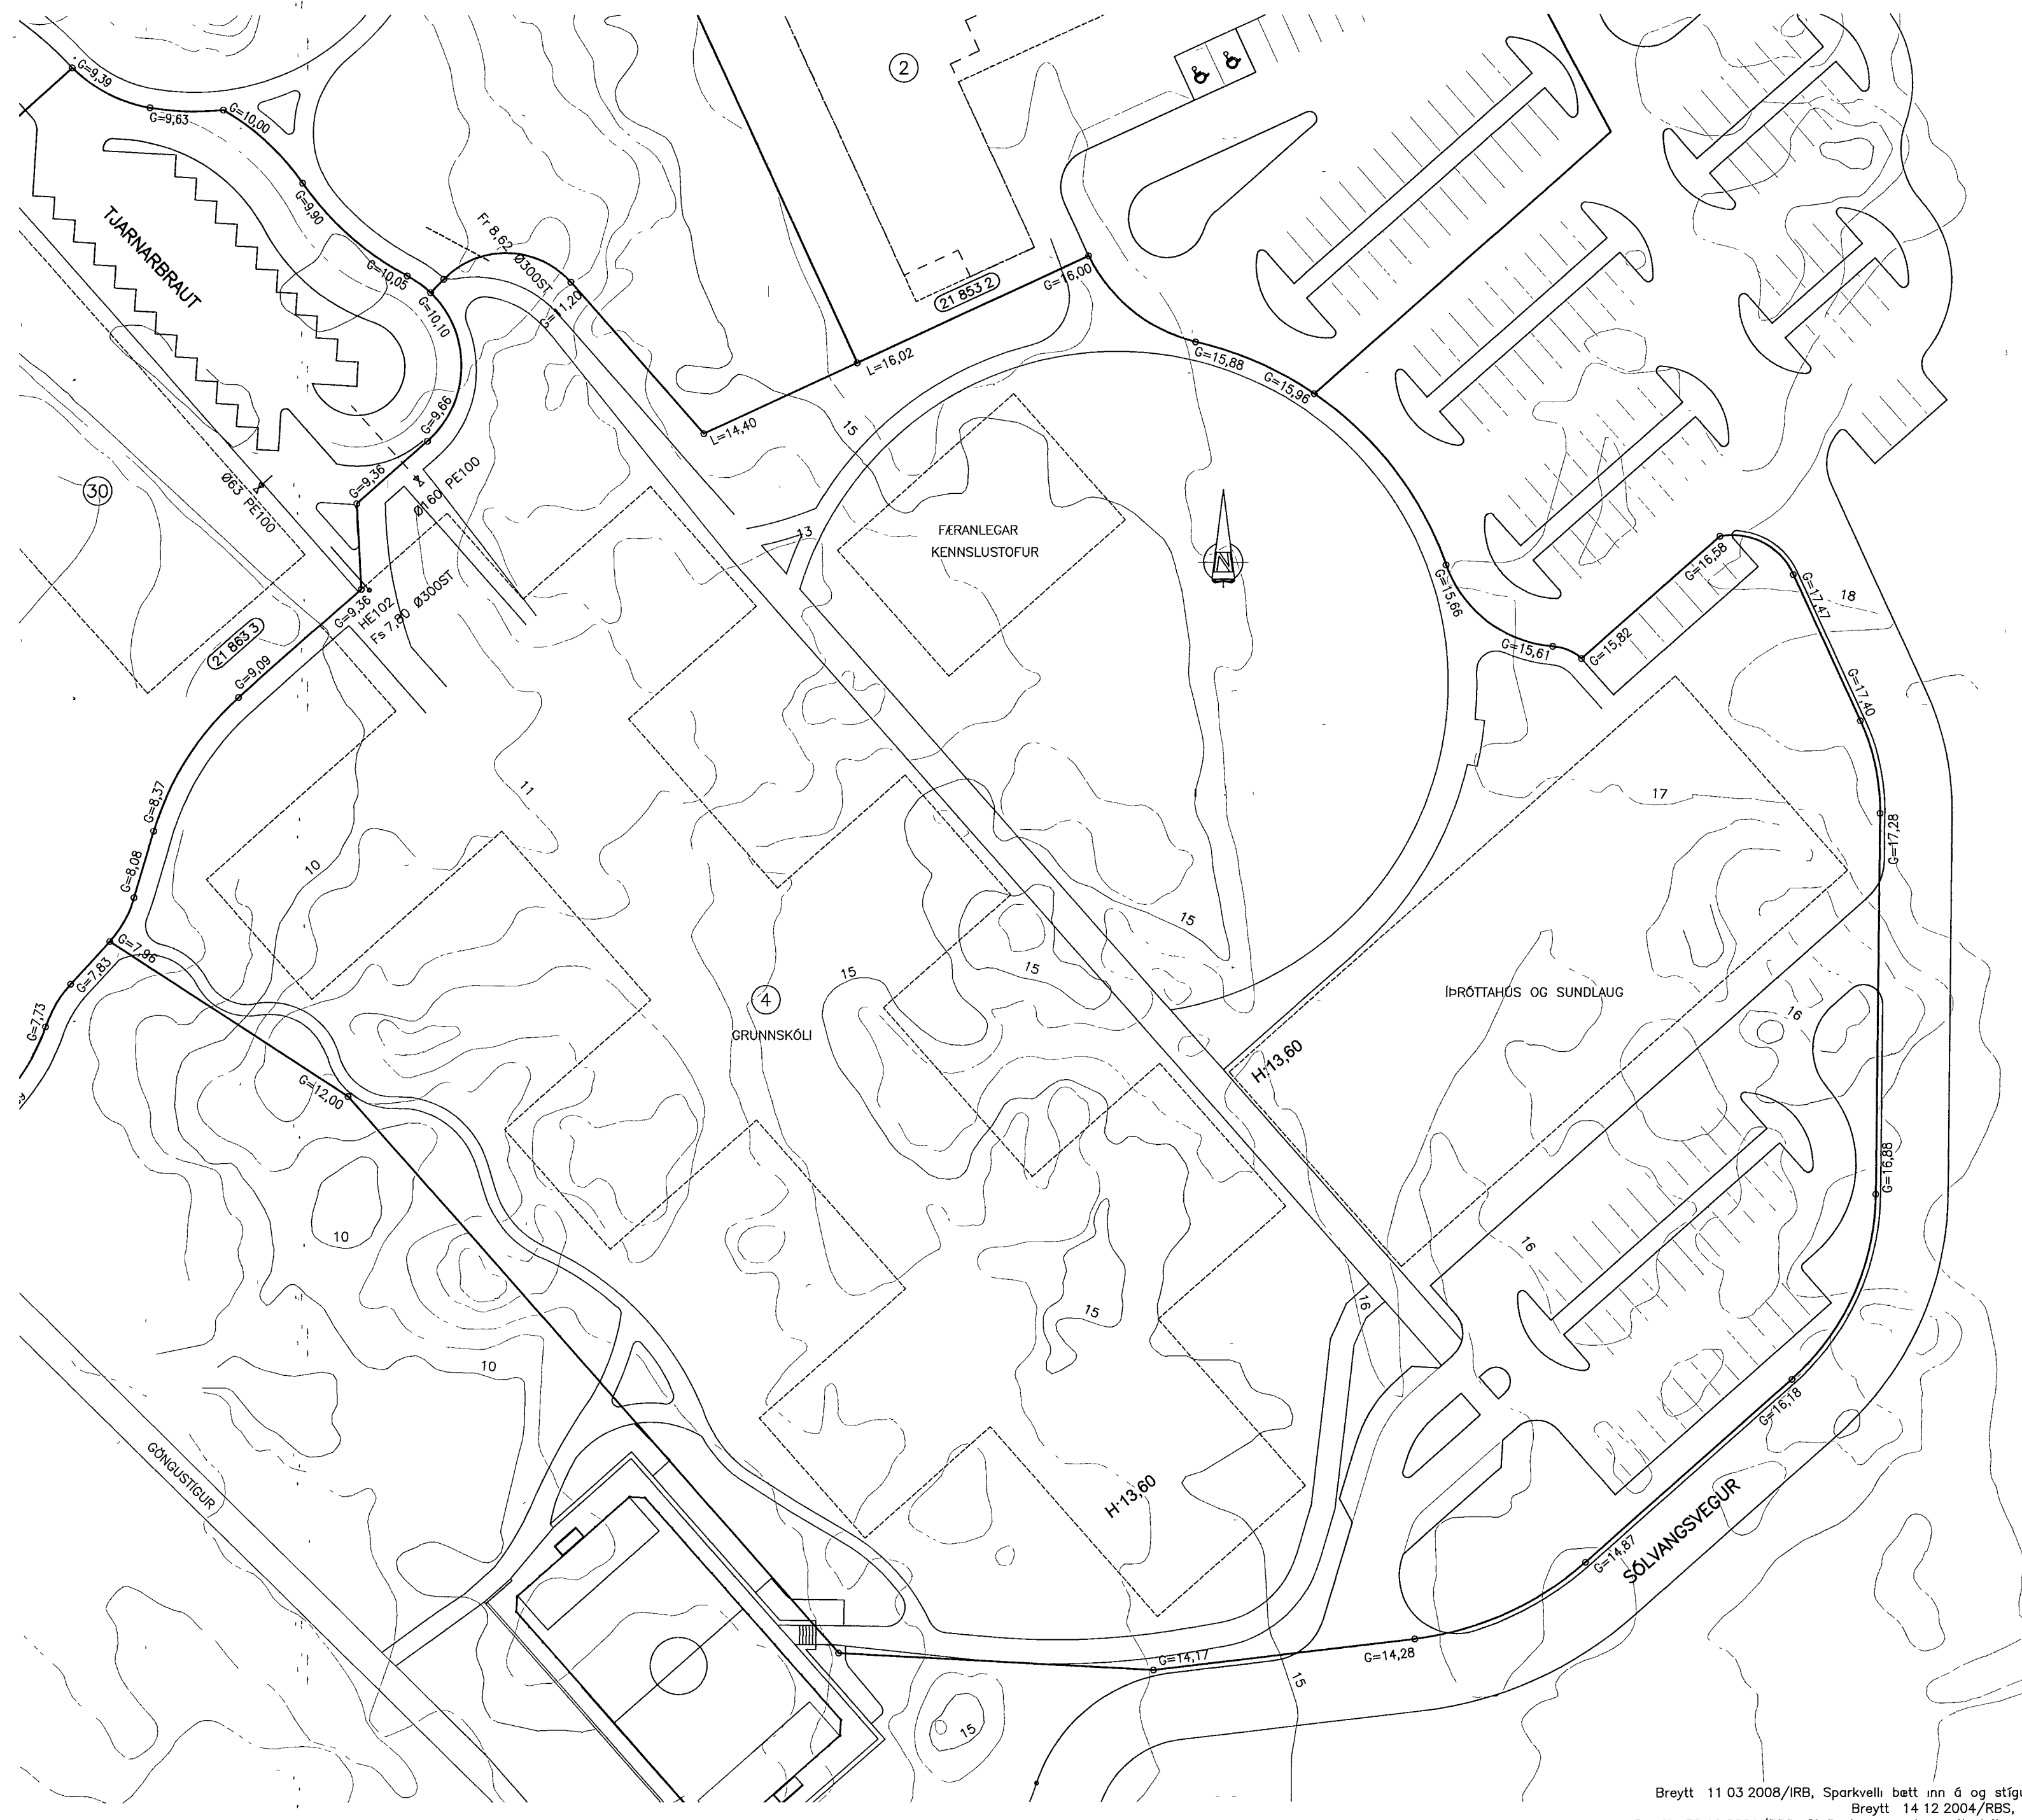 G=9,39
G=9,63
G=10,00
G=9,90
G=10,05
G=10,10
Fr 8,62
Ø300ST
G=11,20
TJARNARBRAUT
2
21 853 2
G=16,00
L=16,02
L=14,40
G=15,88
G=15,96
15
G=9,66
G=9,36
Ø160 PE100
Ø63 PE100
30
13
FÆRANLEGAR
KENNSLUSTOFUR
N
G=15,66
G=15,61
G=15,82
G=16,58
G=17,47
18
G=17,40
G=9,36
HE102
Fs 7,80 Ø300ST
21 863 3
G=9,09
G=8,37
G=8,08
11
10
17
G=17,28
G=7,96
G=7,83
G=7,73
15
15
15
4
GRUNNSKÓLI
ÍÞRÓTTAHÚS OG SUNDLAUG
16
H:13,60
G=12,00
10
G=16,88
16
16
15
10
GÖNGUSTÍGUR
G=16,18
H:13,60
G=14,87
SÓLVANGSVEGUR
G=14,17
G=14,28
15
15
Breytt 11 03 2008/IRB, Sparkvelli bætt inn á og
Breytt 14 12 2004/RBS,